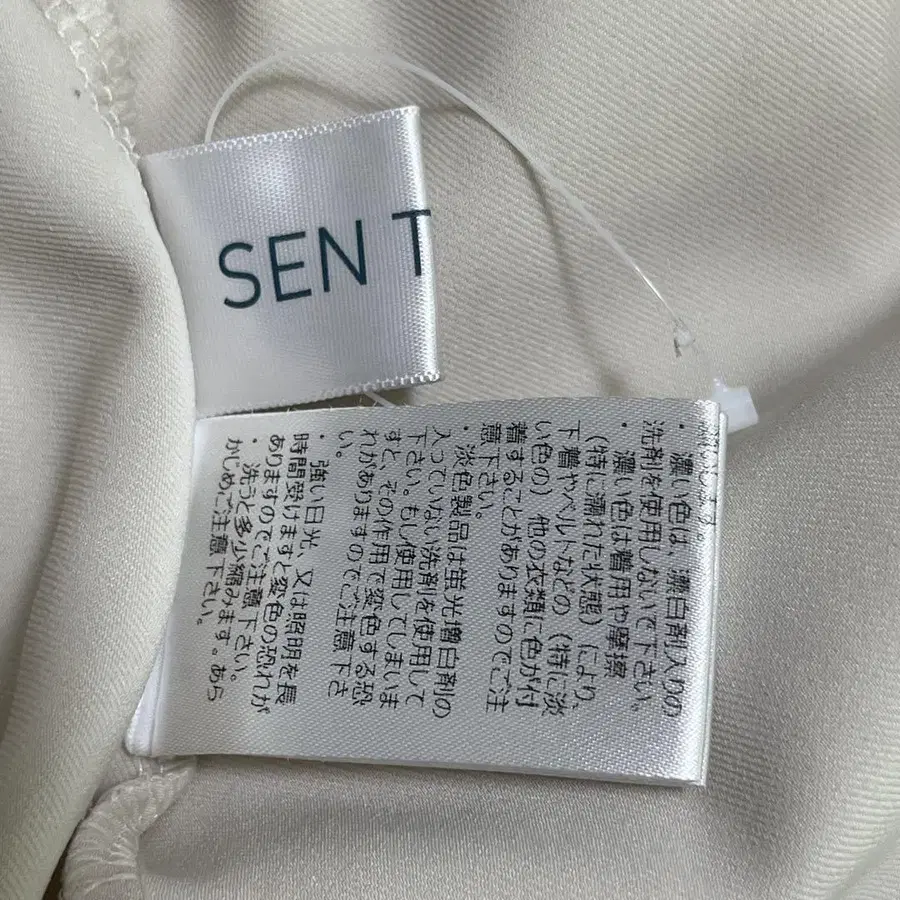 SEN T
・濃い色は、漂白剤入りの
洗剤を使用しないで下さい。
・濃い色は着用や摩擦
(特に濡れた状態)により、
下着やベルトなどの(特に淡
い色の)他の衣類に色が付
着することがありますのでご注
意下さい。
・淡色製品は蛍光増白剤の
入っていない洗剤を使用して
下さい。もし使用してしまいま
すと、その作用で変色する恐
れがありますのでご注意下さ
い。
・強い日光、又は照明を長
時間受けますと変色の恐れが
ありますのでご注意下さい。
・洗うと多少縮みます。あら
かじめご注意下さい。